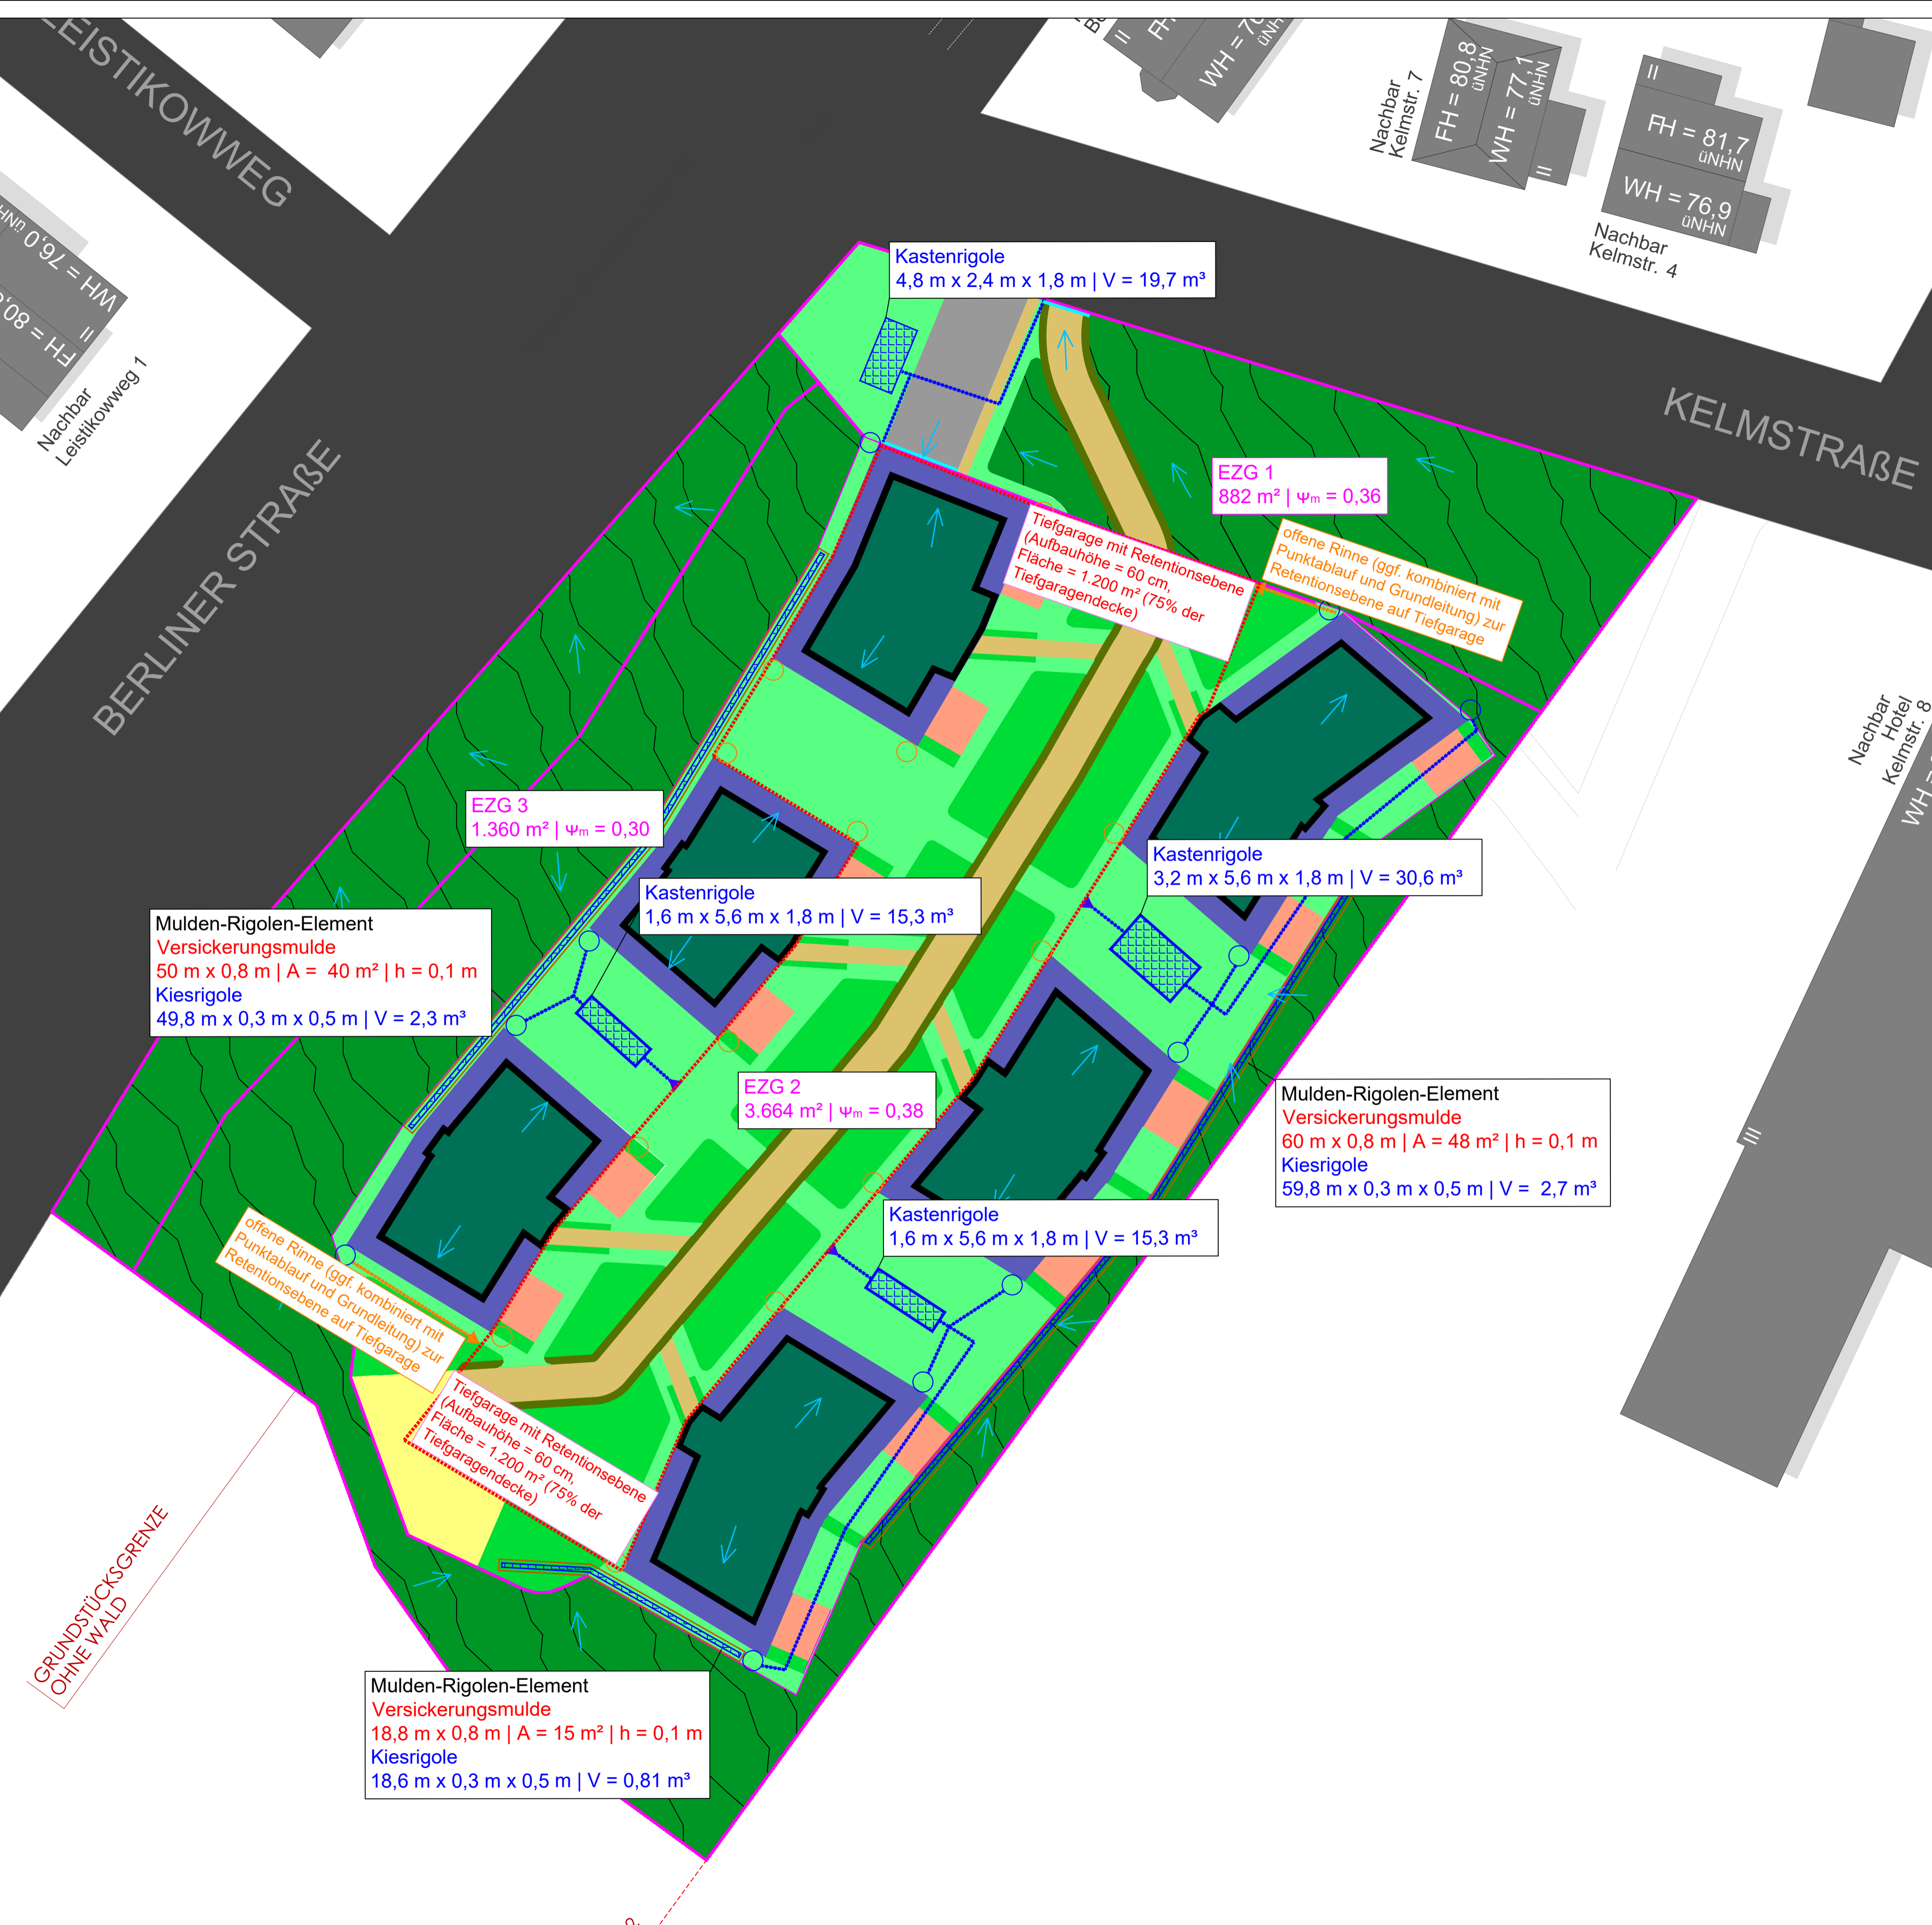 LEISTIKOWWEG
II
WH = 76
üNH
Nachbar
Kelmstr. 7
FH = 80,8
üNHN
WH = 77,1
üNHN
II
II
FH = 81,7
üNHN
WH = 76,9
üNHN
Nachbar
Kelmstr. 4
WH = 76,0
üNHN
FH = 80,
II
Nachbar
Leistikowweg 1
BERLINER STRAßE
KELMSTRAßE
Kastenrigole
4,8 m x 2,4 m x 1,8 m | V = 19,7 m³
EZG 1
882 m² | Ψm = 0,36
Tiefgarage mit Retentionsebene
(Aufbauhöhe = 60 cm,
Fläche = 1.200 m² (75% der
Tiefgaragendecke)
offene Rinne (ggf. kombiniert mit
Punktablauf und Grundleitung) zur
Retentionsebene auf Tiefgarage
Nachbar
Hotel
Kelmstr. 8
WH =
III
EZG 3
1.360 m² | Ψm = 0,30
Kastenrigole
1,6 m x 5,6 m x 1,8 m | V = 15,3 m³
Kastenrigole
3,2 m x 5,6 m x 1,8 m | V = 30,6 m³
Mulden-Rigolen-Element
Versickerungsmulde
50 m x 0,8 m | A = 40 m² | h = 0,1 m
Kiesrigole
49,8 m x 0,3 m x 0,5 m | V = 2,3 m³
EZG 2
3.664 m² | Ψm = 0,38
Mulden-Rigolen-Element
Versickerungsmulde
60 m x 0,8 m | A = 48 m² | h = 0,1 m
Kiesrigole
59,8 m x 0,3 m x 0,5 m | V = 2,7 m³
Kastenrigole
1,6 m x 5,6 m x 1,8 m | V = 15,3 m³
offene Rinne (ggf. kombiniert mit
Punktablauf und Grundleitung) zur
Retentionsebene auf Tiefgarage
Tiefgarage mit Retentionsebene
(Aufbauhöhe = 60 cm,
Fläche = 1.200 m² (75% der
Tiefgaragendecke)
GRUNDSTÜCKSGRENZE
OHNE WALD
Mulden-Rigolen-Element
Versickerungsmulde
18,8 m x 0,8 m | A = 15 m² | h = 0,1 m
Kiesrigole
18,6 m x 0,3 m x 0,5 m | V = 0,81 m³